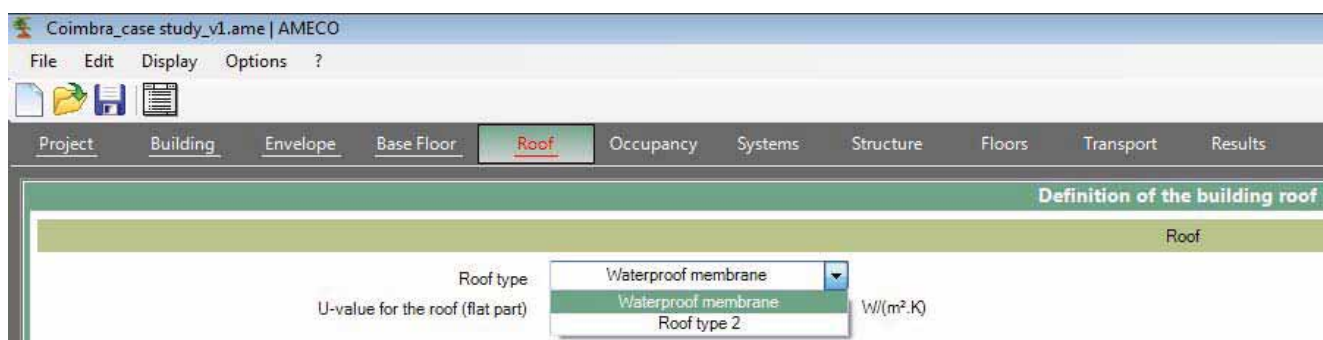 Coimbra_case study_v1.ame | AMECO
File Edit Display Options ?
Project Building Envelope Base Floor Roof Occupancy Systems Structure Floors Transport Results
Definition of the building roof
Roof
Roof type Waterproof membrane
U-value for the roof (flat part) Waterproof membrane W/(m².K)
Roof type 2